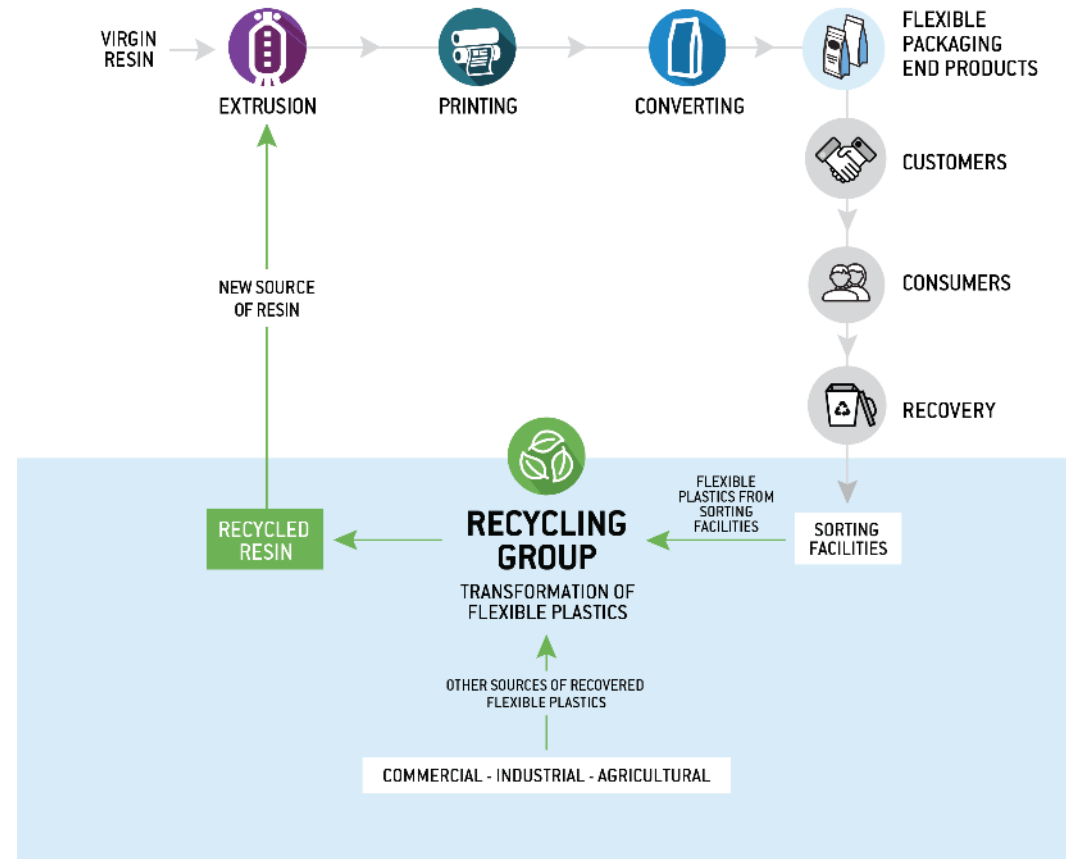 VIRGIN
RESIN
EXTRUSION
PRINTING
CONVERTING
FLEXIBLE
PACKAGING
END PRODUCTS
CUSTOMERS
CONSUMERS
RECOVERY
NEW SOURCE
OF RESIN
RECYCLED
RESIN
RECYCLING
GROUP
TRANSFORMATION OF
FLEXIBLE PLASTICS
FLEXIBLE
PLASTICS FROM
SORTING
FACILITIES
SORTING
FACILITIES
OTHER SOURCES OF RECOVERED
FLEXIBLE PLASTICS
COMMERCIAL - INDUSTRIAL - AGRICULTURAL